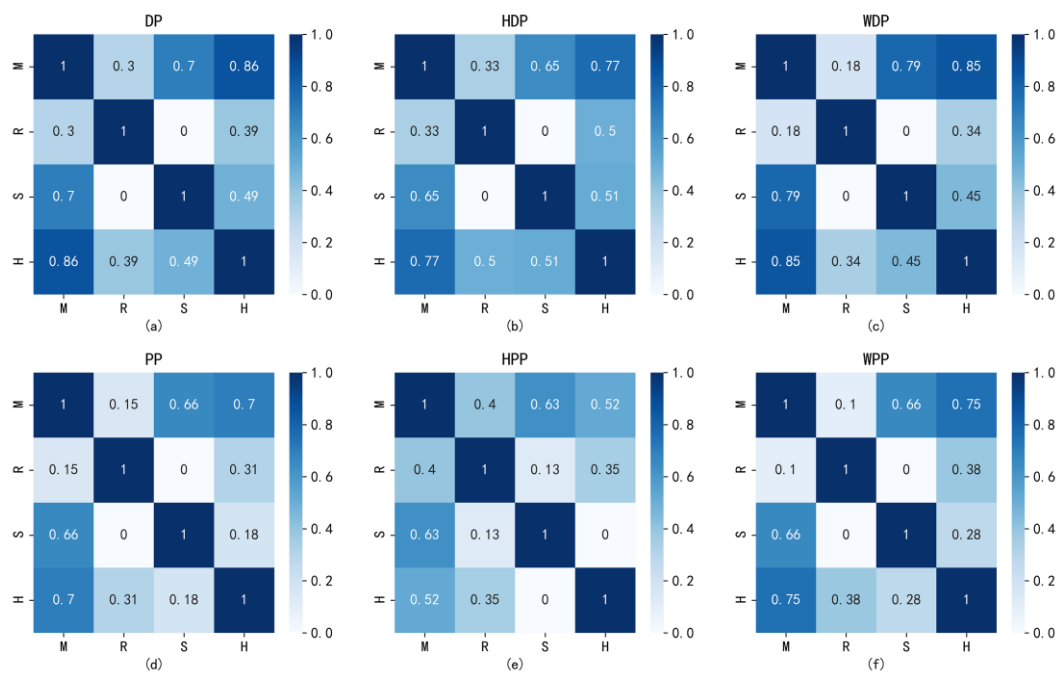 DP
M 1 0.3 0.7 0.86
R 0.3 1 0 0.39
S 0.7 0 1 0.49
H 0.86 0.39 0.49 1
M R S H
1.0
0.8
0.6
0.4
0.2
0.0
(a)
HDP
M 1 0.33 0.65 0.77
R 0.33 1 0 0.5
S 0.65 0 1 0.51
H 0.77 0.5 0.51 1
M R S H
1.0
0.8
0.6
0.4
0.2
0.0
(b)
WDP
M 1 0.18 0.79 0.85
R 0.18 1 0 0.34
S 0.79 0 1 0.45
H 0.85 0.34 0.45 1
M R S H
1.0
0.8
0.6
0.4
0.2
0.0
(c)
PP
M 1 0.15 0.66 0.7
R 0.15 1 0 0.31
S 0.66 0 1 0.18
H 0.7 0.31 0.18 1
M R S H
1.0
0.8
0.6
0.4
0.2
0.0
(d)
HPP
M 1 0.4 0.63 0.52
R 0.4 1 0.13 0.35
S 0.63 0.13 1 0
H 0.52 0.35 0 1
M R S H
1.0
0.8
0.6
0.4
0.2
0.0
(e)
WPP
M 1 0.1 0.66 0.75
R 0.1 1 0 0.38
S 0.66 0 1 0.28
H 0.75 0.38 0.28 1
M R S H
1.0
0.8
0.6
0.4
0.2
0.0
(f)